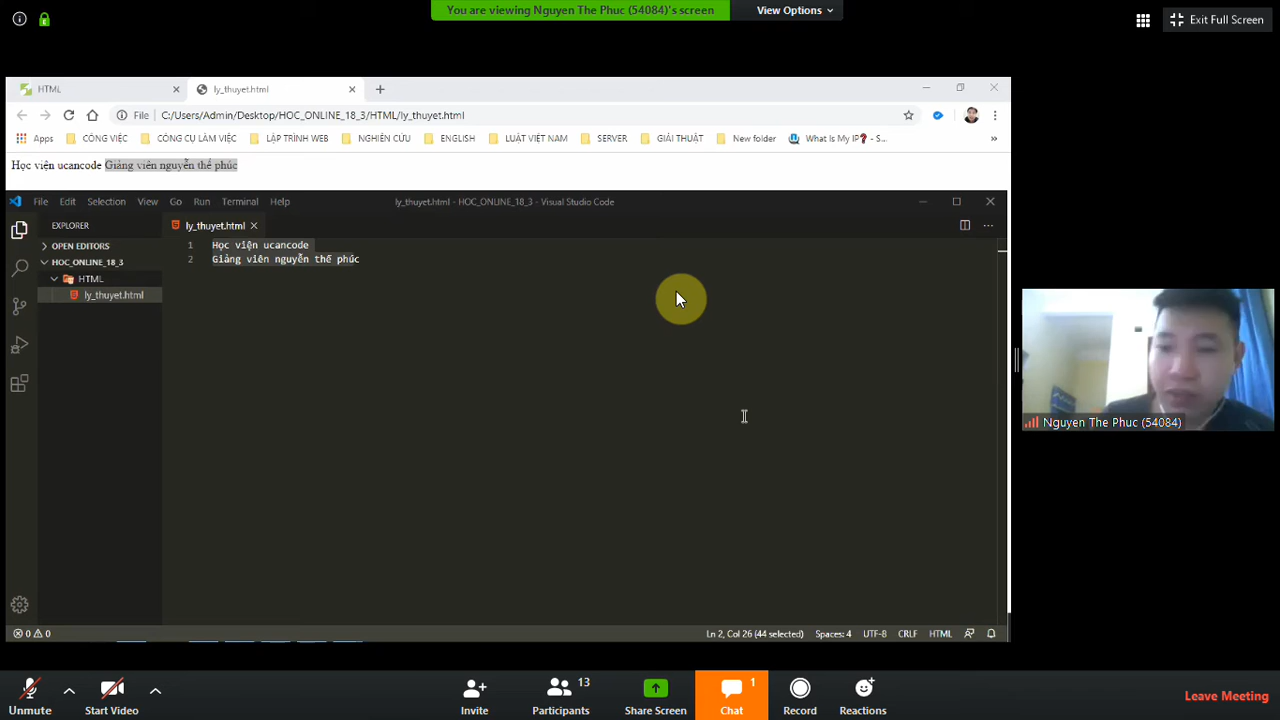 You are viewing Nguyen The Phuc (54084)'s screen
View Options
Exit Full Screen
HTML
ly_thuyet.html
File
C:/Users/Admin/Desktop/HOC_ONLINE_18_3/HTML/ly_thuyet.html
Apps
CÔNG VIỆC
CÔNG CỤ LÀM VIỆC
LẬP TRÌNH WEB
NGHIÊN CỨU
ENGLISH
LUẬT VIỆT NAM
SERVER
GIẢI THUẬT
New folder
What Is My IP? - S...
Học viện ucancode Giảng viên nguyễn thế phúc
File Edit Selection View Go Run Terminal Help
ly_thuyet.html - HOC_ONLINE_18_3 - Visual Studio Code
EXPLORER
ly_thuyet.html
OPEN EDITORS
HOC_ONLINE_18_3
HTML
ly_thuyet.html
1 Học viện ucancode
2 Giảng viên nguyễn thế phúc
Nguyen The Phuc (54084)
0 0
Ln 2, Col 26 (44 selected)
Spaces: 4
UTF-8
CRLF
HTML
Unmute
Start Video
Invite
Participants
13
Share Screen
Chat
1
Record
Reactions
Leave Meeting